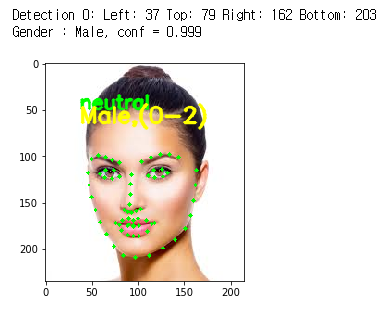 Detection 0: Left: 37 Top: 79 Right: 162 Bottom: 203
Gender : Male, conf = 0.999
0
neutral
50
Male,(0-2)
100
150
200
0 50 100 150 200